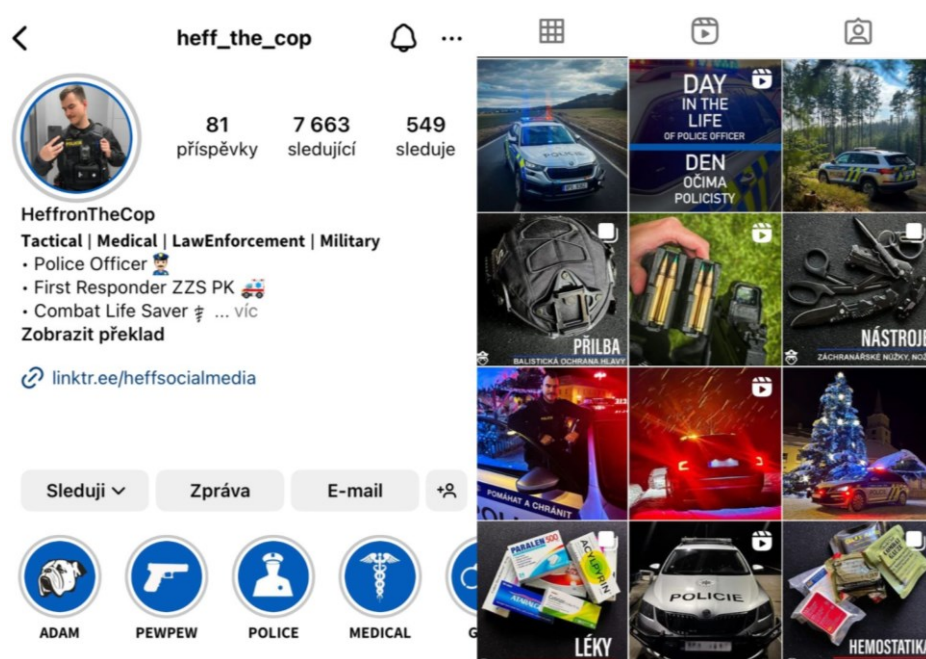 heff_the_cop
81
7 663
549
příspěvky
sledující
sleduje
HeffronTheCop
Tactical | Medical | LawEnforcement | Military
• Police Officer
• First Responder ZZS PK
• Combat Life Saver ... víc
Zobrazit překlad
linktr.ee/heffsocialmedia
Sleduji
Zpráva
E-mail
ADAM
PEWPEW
POLICE
MEDICAL
G
POLICIE
DAY
IN THE
LIFE
OF POLICE OFFICER
DEN
OČIMA
POLICISTY
PŘILBA
BALISTICKÁ OCHRANA HLAVY
NÁSTROJE
ZÁCHRANÁŘSKÉ NŮŽKY, NOŽ
POMÁHAT A CHRÁNIT
PARALEN 500
ACYLPYRIN
LÉKY
POLICIE
HEMOSTATIKA